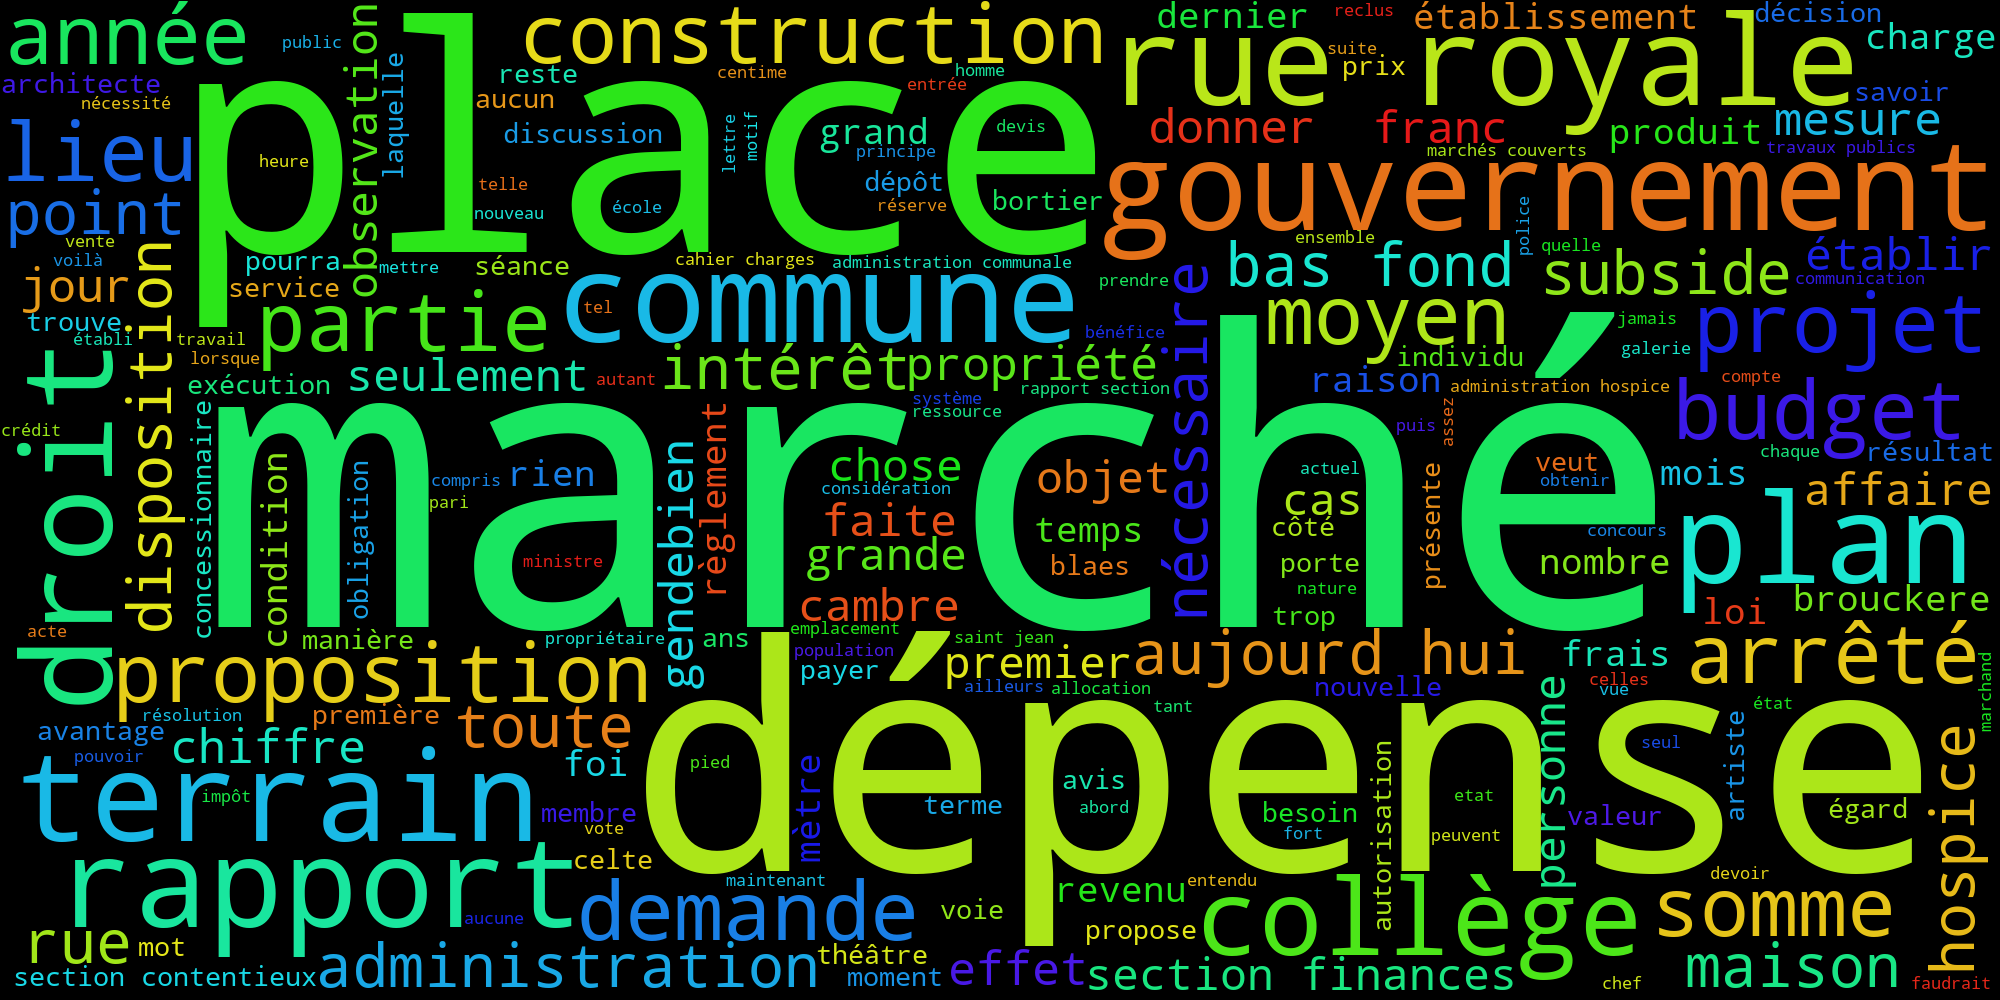 année
public
place
observation
laquelle
construction
dernier
reclus
établissement
décision
charge
architecte
nécessité
reste
aucun
centime
homme
entrée
rue royale
suite
prix
savoir
lieu
heure
discussion
lettre
motif
grand
principe
devis
donner
franc
produit
mesure
marchés couverts
travaux publics
gouvernement
point
telle
nouveau
école
dépôt
réserve
bortier
vente
voilà
jour
trouve
établi
pourra
service
mettre
séance
cahier charges
administration communale
ensemble
police
quelle
établir
communication
bas fond
subside
prendre
disposition
travail
lorsque
partie
commune
tel
bénéfice
nécessaire
moyen
jamais
galerie
projet
individu
droit
exécution
seulement
autant
intérêt
propriété
système
ressource
rapport section
raison
administration hospice
compte
budget
crédit
concessionnaire
condition
obligation
marché
compris
pari
rien
ministre
gendebien
règlement
chose
considération
faite
grande
cambre
objet
temps
blaes
puis
assez
actuel
cas
côté
porte
nature
trop
présente
veut
obtenir
concours
nombre
mois
chaque
résultat
affaire
plan
loi
brouckere
acte
manière
propriétaire
ans
emplacement
population
payer
saint jean
premier
aujourd hui
frais
celles
vue
arrêté
marchand
proposition
résolution
avantage
pouvoir
première
chiffre
toute
foi
ailleurs
allocation
tant
nouvelle
personne
état
dépense
seul
artiste
hospice
terrain
impôt
membre
vote
celte
pied
mètre
terme
avis
abord
besoin
fort
autorisation
etat
peuvent
valeur
égard
rapport
aucune
demande
maintenant
voie
revenu
entendu
propose
collège
devoir
somme
rue
mot
section contentieux
administration
théâtre
moment
effet
section finances
chef
maison
faudrait